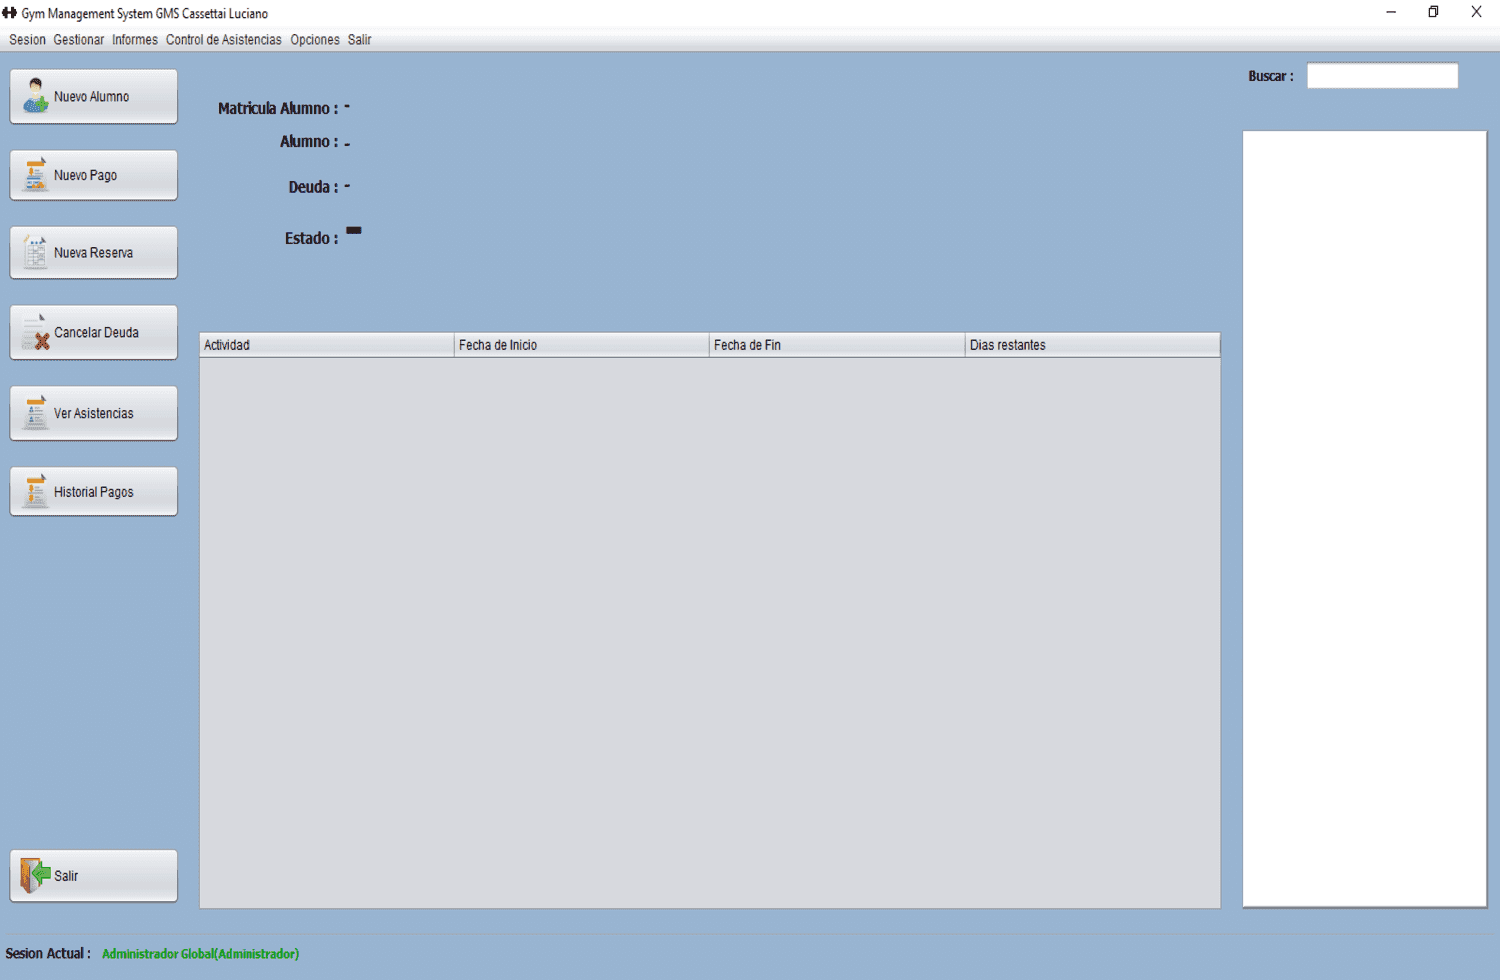 Gym Management System GMS Cassettai Luciano
Sesion Gestionar Informes Control de Asistencias Opciones Salir
Buscar :
Nuevo Alumno
Nuevo Pago
Nueva Reserva
Cancelar Deuda
Ver Asistencias
Historial Pagos
Salir
Matricula Alumno : -
Alumno : -
Deuda : -
Estado : -
Actividad Fecha de Inicio Fecha de Fin Dias restantes
Sesion Actual : Administrador Global(Administrador)